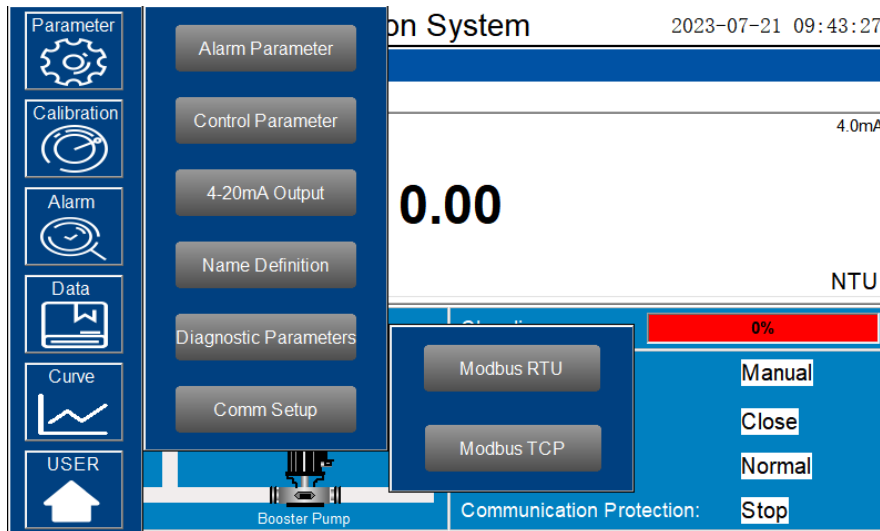 Parameter
Calibration
Alarm
Data
Curve
USER
Alarm Parameter
Control Parameter
4-20mA Output
Name Definition
Diagnostic Parameters
Comm Setup
Modbus RTU
Modbus TCP
on System
2023-07-21 09:43:27
4.0mA
0.00
NTU
0%
Manual
Close
Normal
Communication Protection:
Stop
Booster Pump